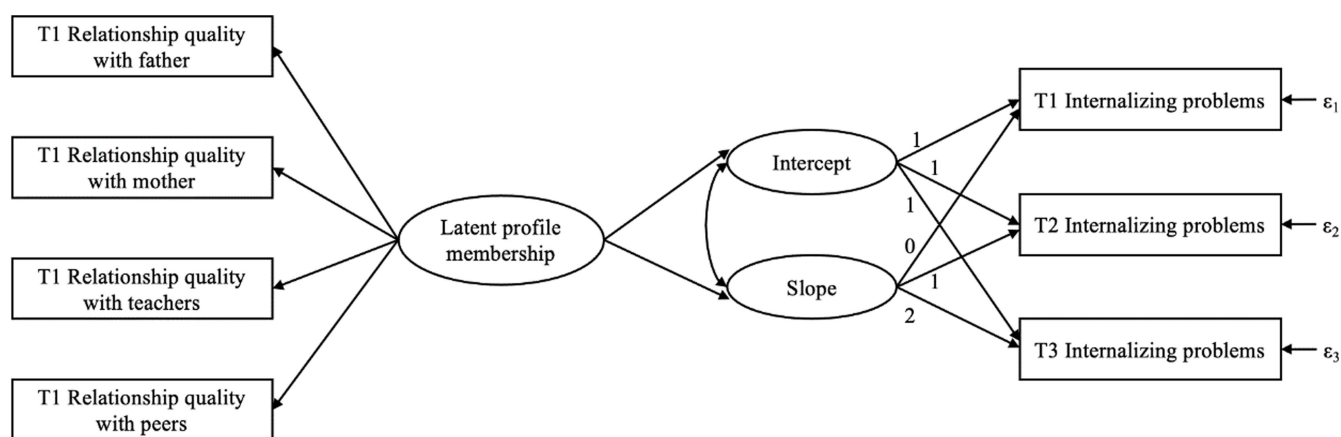 T1 Relationship quality
with father
T1 Relationship quality
with mother
T1 Relationship quality
with teachers
T1 Relationship quality
with peers
Latent profile
membership
Intercept
Slope
1
1
1
0
1
2
T1 Internalizing problems
ε₁
T2 Internalizing problems
ε₂
T3 Internalizing problems
ε₃